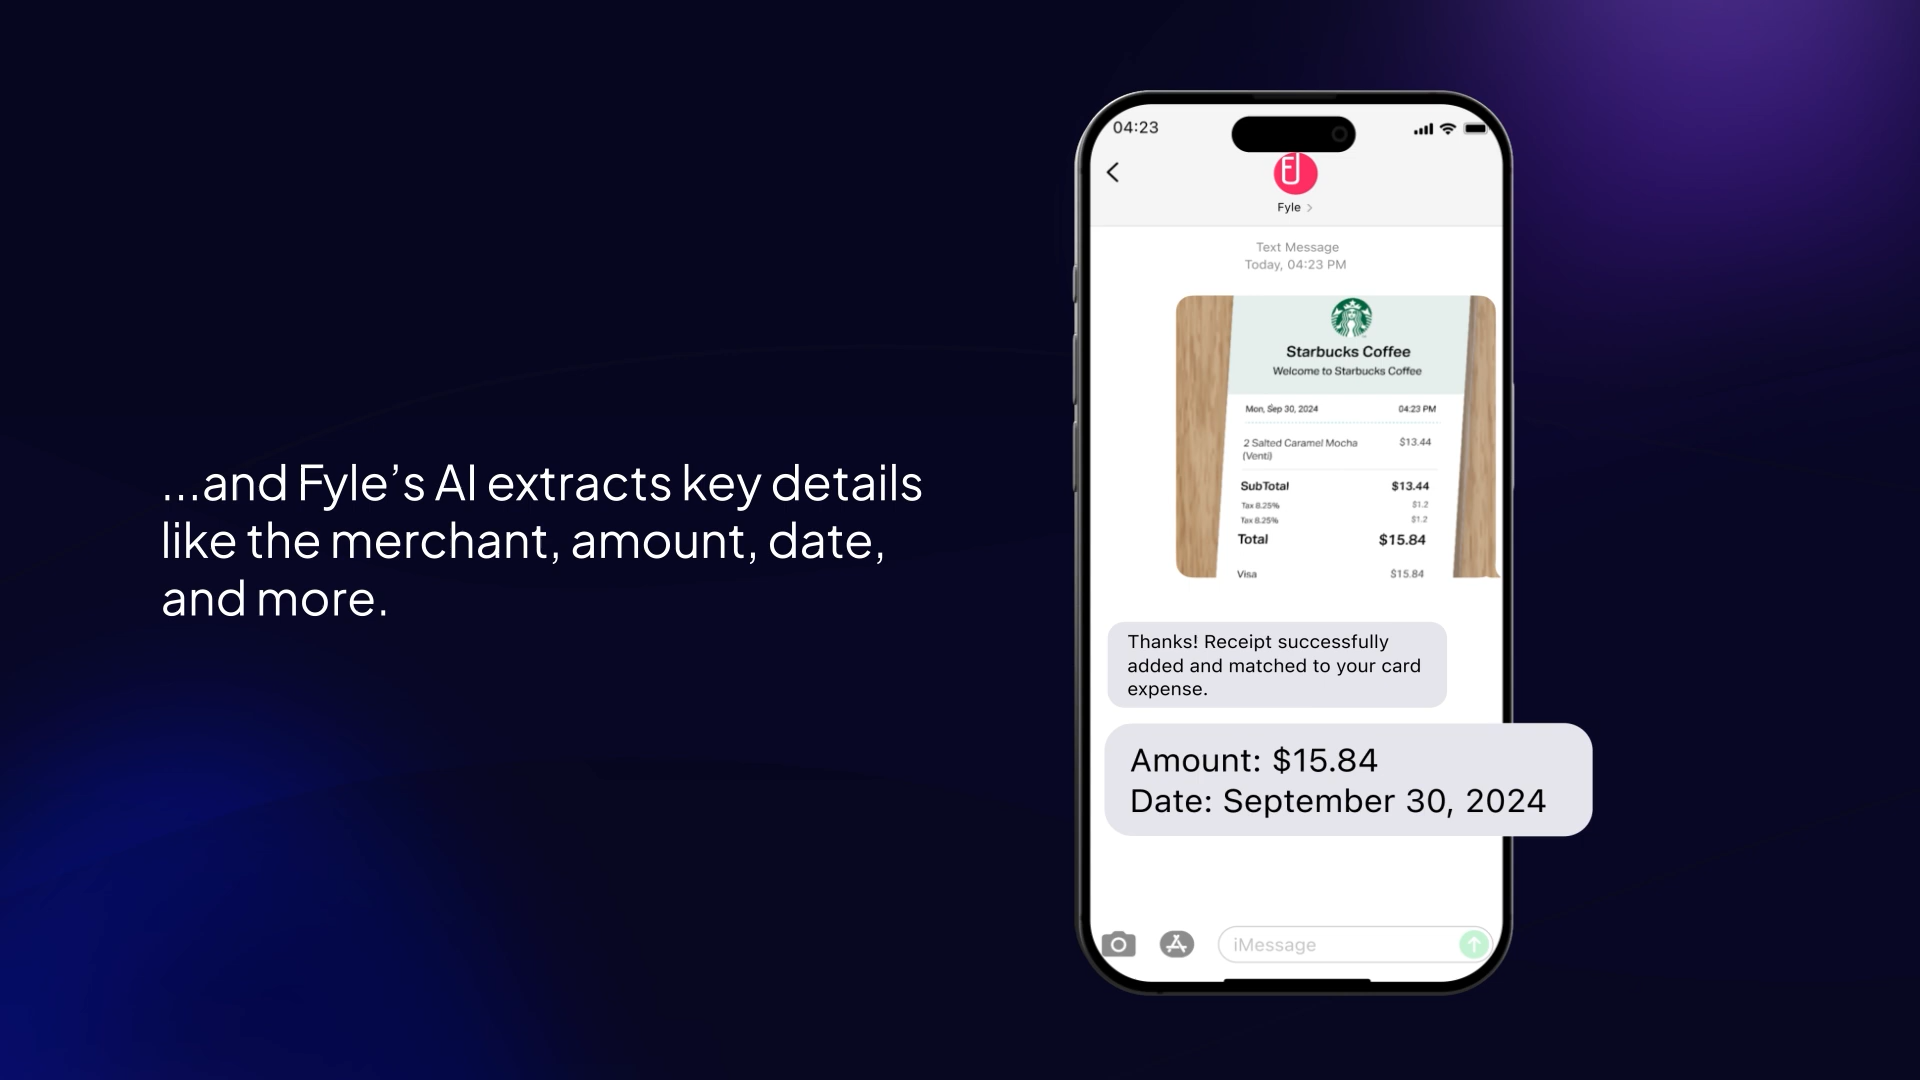 ...and Fyle’s AI extracts key details
like the merchant, amount, date,
and more.
04:23
Fyle
Text Message
Today, 04:23 PM
Starbucks Coffee
Welcome to Starbucks Coffee
Mon, Sep 30, 2024 04:23 PM
2 Salted Caramel Mocha $13.44
(Venti)
SubTotal $13.44
Tax 8.25% $1.2
Tax 8.25% $1.2
Total $15.84
Visa $15.84
Thanks! Receipt successfully
added and matched to your card
expense.
Amount: $15.84
Date: September 30, 2024
iMessage